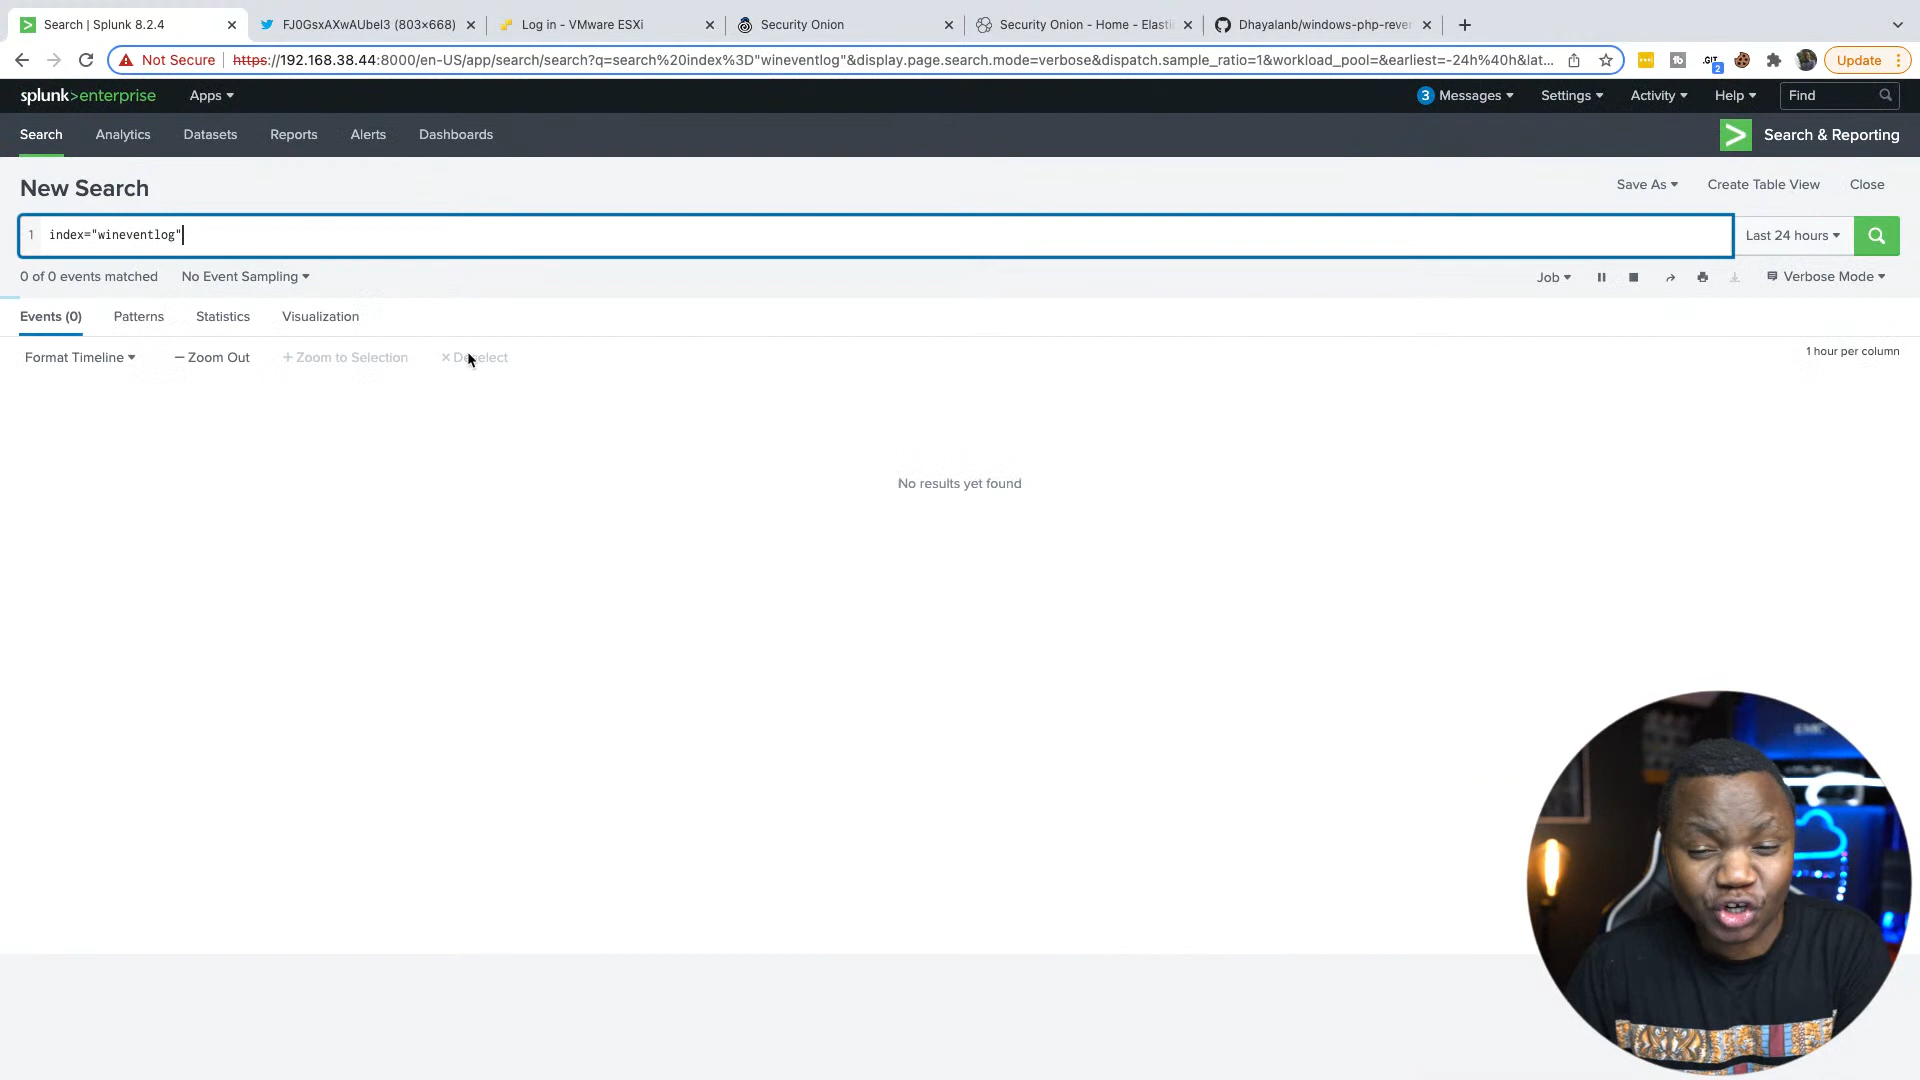 Search | Splunk 8.2.4
FJ0GsxAXwAUbel3 (803×668)
Log in - VMware ESXi
Security Onion
Security Onion - Home - Elasti
Dhayalanb/windows-php-rever
Not Secure
https://192.168.38.44:8000/en-US/app/search/search?q=search%20index%3D"wineventlog"&display.page.search.mode=verbose&dispatch.sample_ratio=1&workload_pool=&earliest=-24h%40h&lat...
.GIT
2
Update
splunk>enterprise
Apps
3 Messages
Settings
Activity
Help
Find
Search
Analytics
Datasets
Reports
Alerts
Dashboards
Search & Reporting
New Search
Save As
Create Table View
Close
1 index="wineventlog"
Last 24 hours
0 of 0 events matched
No Event Sampling
Job
Verbose Mode
Events (0)
Patterns
Statistics
Visualization
Format Timeline
— Zoom Out
+ Zoom to Selection
× Deselect
1 hour per column
No results yet found